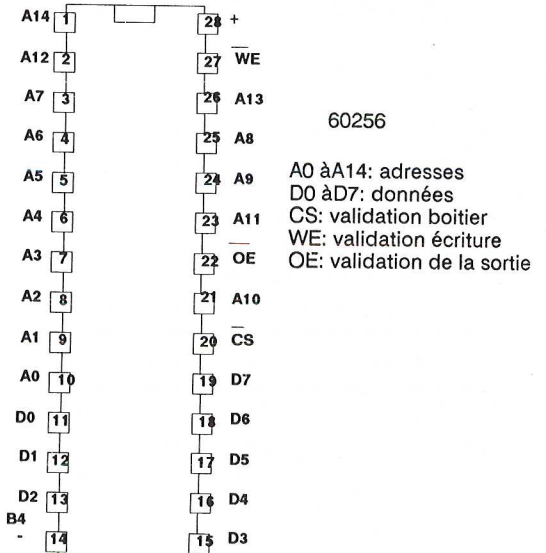 A14 1 28 +
A12 2 27 WE
A7 3 26 A13
A6 4 25 A8
A5 5 24 A9
A4 6 23 A11
A3 7 22 OE
A2 8 21 A10
A1 9 20 CS
A0 10 19 D7
D0 11 18 D6
D1 12 17 D5
D2 13 16 D4
B4
- 14 15 D3
60256
A0 àA14: adresses
D0 àD7: données
CS: validation boitier
WE: validation écriture
OE: validation de la sortie